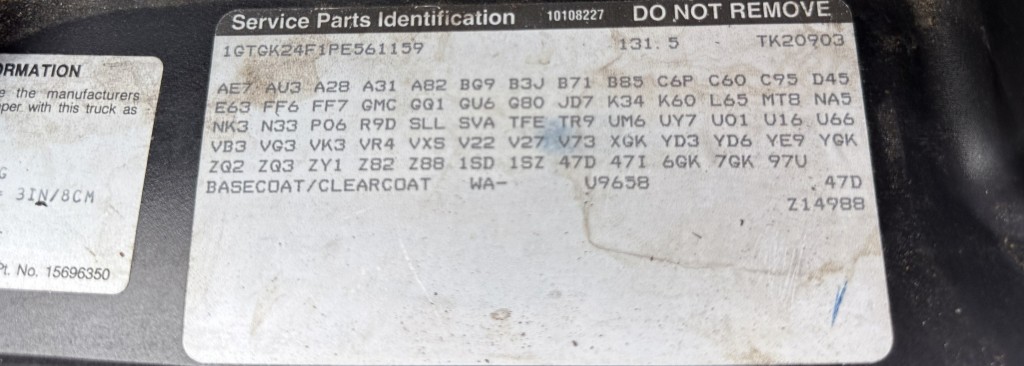 Service Parts Identification 10108227 DO NOT REMOVE
1GTGK24F1PE561159 131.5 TK20903
AE7 AU3 A28 A31 A82 BG9 B3J B71 B85 C6P C60 C95 D45
E63 FF6 FF7 GMC GQ1 GU6 G80 JD7 K34 K60 L65 MT8 NA5
NK3 N33 P06 R9D SLL SVA TFE TR9 UM6 UY7 U01 U16 U66
VB3 VG3 VK3 VR4 VXS V22 V27 V73 XGK YD3 YD6 YE9 YGK
ZQ2 ZQ3 ZY1 Z82 Z88 1SD 1SZ 47D 47I 6GK 7GK 97U
BASECOAT/CLEARCOAT WA- U9658 47D
Z14988
the manufacturers
with this truck as
3IN/8CM
No. 15696350